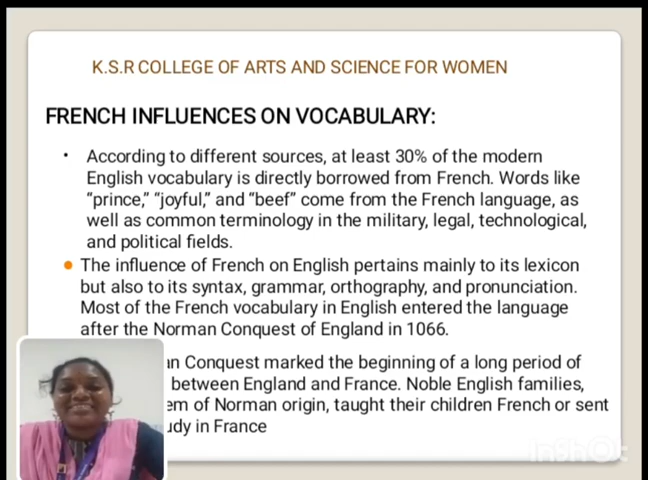 K.S.R COLLEGE OF ARTS AND SCIENCE FOR WOMEN
FRENCH INFLUENCES ON VOCABULARY:
• According to different sources, at least 30% of the modern
English vocabulary is directly borrowed from French. Words like
“prince,” “joyful,” and “beef” come from the French language, as
well as common terminology in the military, legal, technological,
and political fields.
• The influence of French on English pertains mainly to its lexicon
but also to its syntax, grammar, orthography, and pronunciation.
Most of the French vocabulary in English entered the language
after the Norman Conquest of England in 1066.
Conquest marked the beginning of a long period of
between England and France. Noble English families,
of Norman origin, taught their children French or sent
in France
InShOt